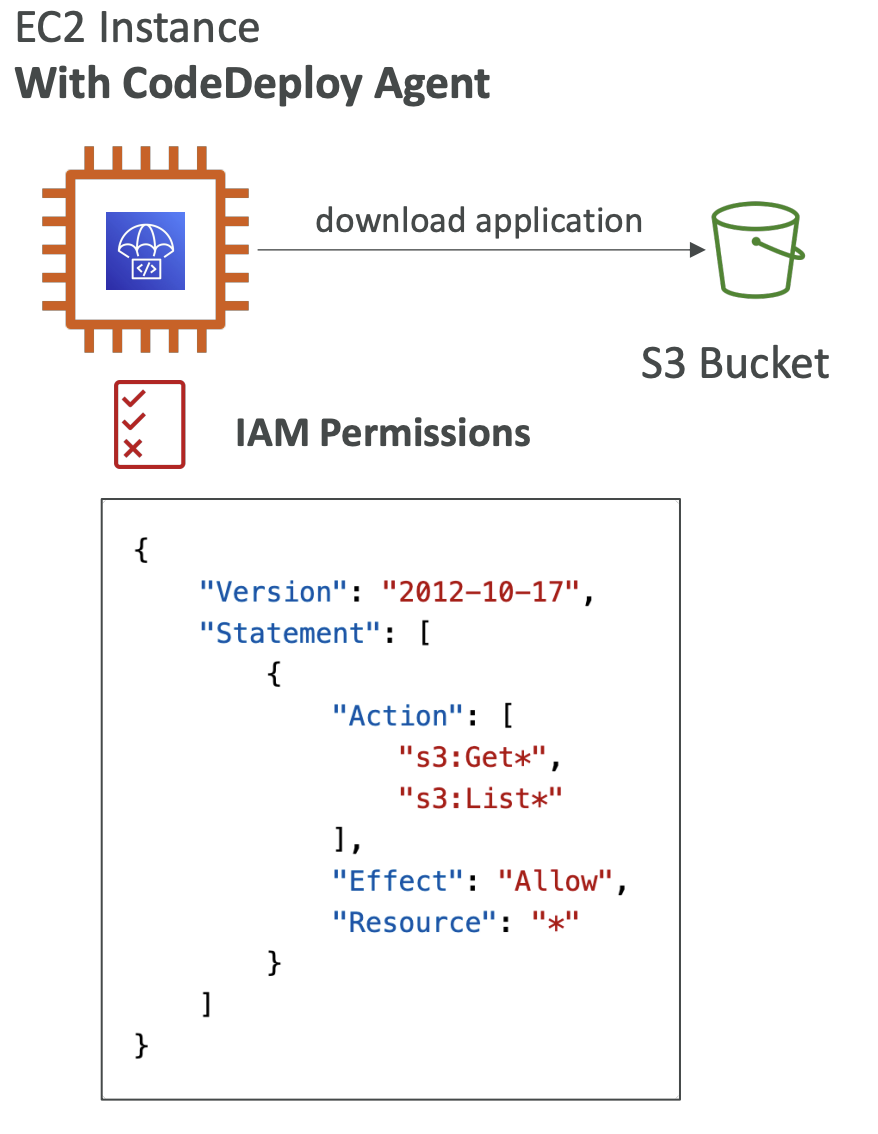 EC2 Instance
With CodeDeploy Agent
download application
</>
S3 Bucket
IAM Permissions
{
    "Version": "2012-10-17",
    "Statement": [
        {
            "Action": [
                "s3:Get*",
                "s3:List*"
            ],
            "Effect": "Allow",
            "Resource": "*"
        }
    ]
}